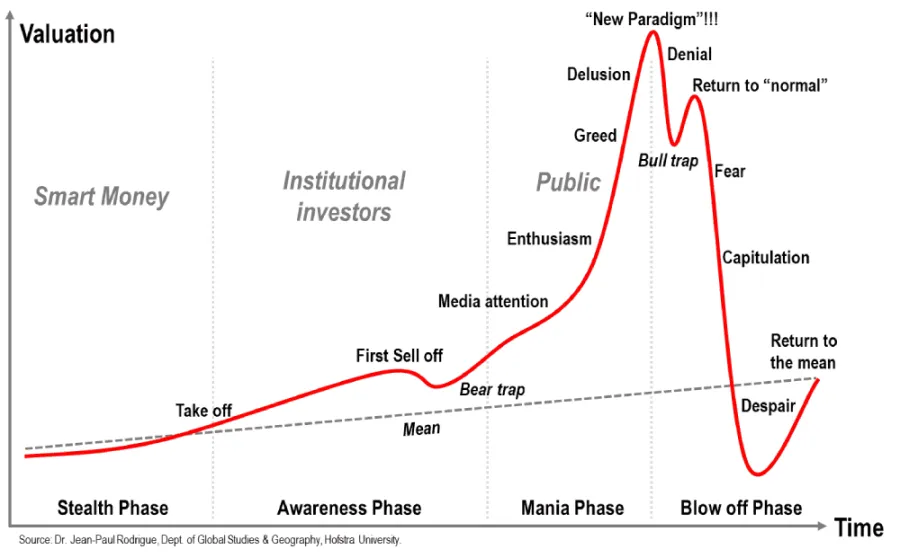 Valuation
"New Paradigm"!!!
Denial
Delusion
Return to "normal"
Greed
Bull trap
Fear
Smart Money
Institutional
investors
Public
Enthusiasm
Capitulation
Media attention
First Sell off
Bear trap
Return to
the mean
Take off
Mean
Despair
Stealth Phase
Awareness Phase
Mania Phase
Blow off Phase
Time
Source: Dr. Jean-Paul Rodrigue, Dept. of Global Studies & Geography, Hofstra University.